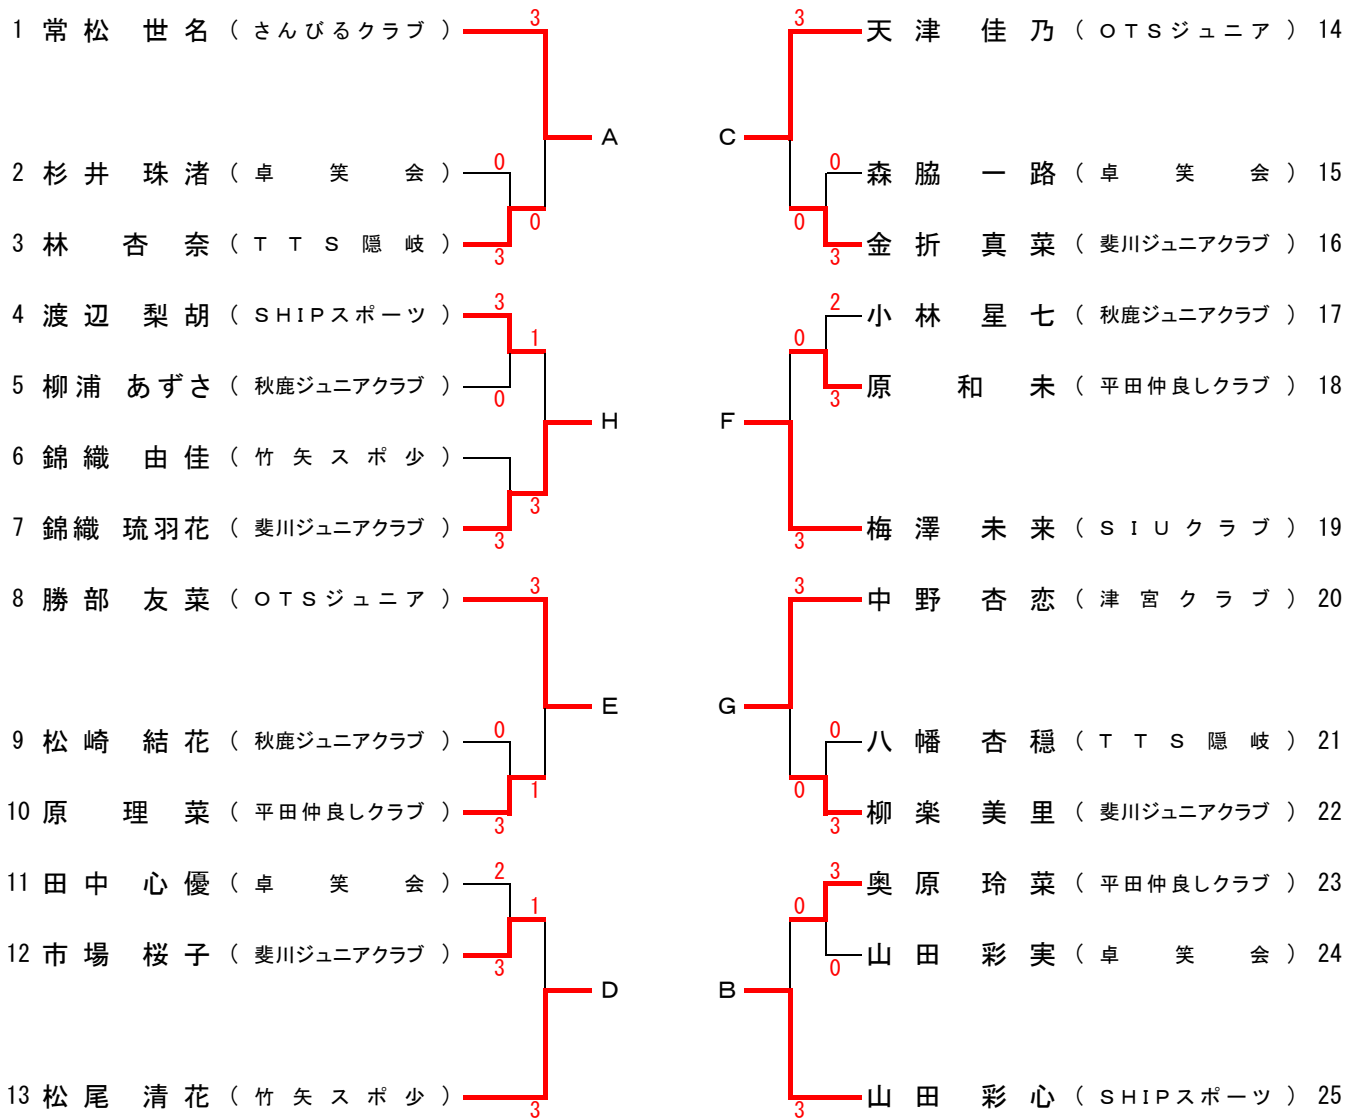 3 3
1 常松 世名 ( さんびるクラブ ) 天津 佳乃 ( OTSジュニア ) 14
A C
0 0
2 杉井 珠渚 ( 卓笑会 ) 森脇 一路 ( 卓笑会 ) 15
0 0
3 林 杏奈 ( TTS隠岐 ) 金折 真菜 ( 斐川ジュニアクラブ ) 16
3 3
3 2
4 渡辺 梨胡 ( SHIPスポーツ ) 小林 星七 ( 秋鹿ジュニアクラブ ) 17
1 0
5 柳浦 あずさ ( 秋鹿ジュニアクラブ ) 原 和未 ( 平田仲良しクラブ ) 18
0 3
H F
6 錦織 由佳 ( 竹矢スポ少 )
3
7 錦織 琉羽花 ( 斐川ジュニアクラブ ) 梅澤 未来 ( SIUクラブ ) 19
3 3
3 3
8 勝部 友菜 ( OTSジュニア ) 中野 杏恋 ( 津宮クラブ ) 20
E G
0 0
9 松崎 結花 ( 秋鹿ジュニアクラブ ) 八幡 杏穏 ( TTS隠岐 ) 21
1 0
10 原 理菜 ( 平田仲良しクラブ ) 柳楽 美里 ( 斐川ジュニアクラブ ) 22
3 3
2 3
11 田中 心優 ( 卓笑会 ) 奥原 玲菜 ( 平田仲良しクラブ ) 23
1 0
12 市場 桜子 ( 斐川ジュニアクラブ ) 山田 彩実 ( 卓笑会 ) 24
3 0
D B
13 松尾 清花 ( 竹矢スポ少 ) 山田 彩心 ( SHIPスポーツ ) 25
3 3